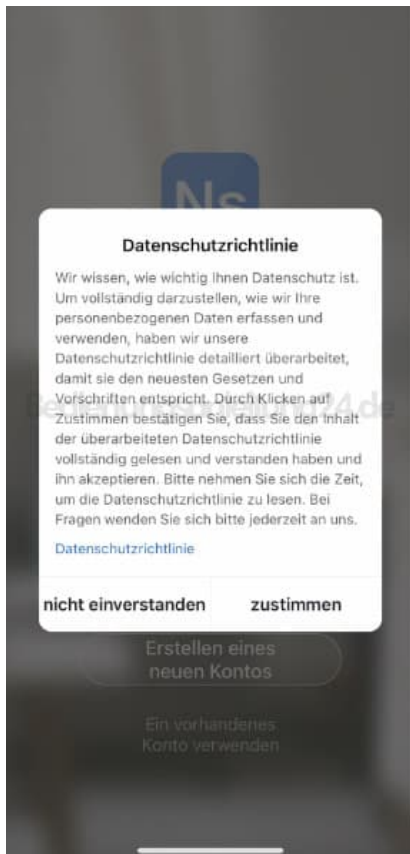 Ns
Datenschutzrichtlinie
Wir wissen, wie wichtig Ihnen Datenschutz ist.
Um vollständig darzustellen, wie wir Ihre
personenbezogenen Daten erfassen und
verwenden, haben wir unsere
Datenschutzrichtlinie detailliert überarbeitet,
damit sie den neuesten Gesetzen und
Vorschriften entspricht. Durch Klicken auf
Zustimmen bestätigen Sie, dass Sie den Inhalt
der überarbeiteten Datenschutzrichtlinie
vollständig gelesen und verstanden haben und
ihn akzeptieren. Bitte nehmen Sie sich die Zeit,
um die Datenschutzrichtlinie zu lesen. Bei
Fragen wenden Sie sich bitte jederzeit an uns.
Datenschutzrichtlinie
nicht einverstanden zustimmen
Erstellen eines
neuen Kontos
Ein vorhandenes
Konto verwenden